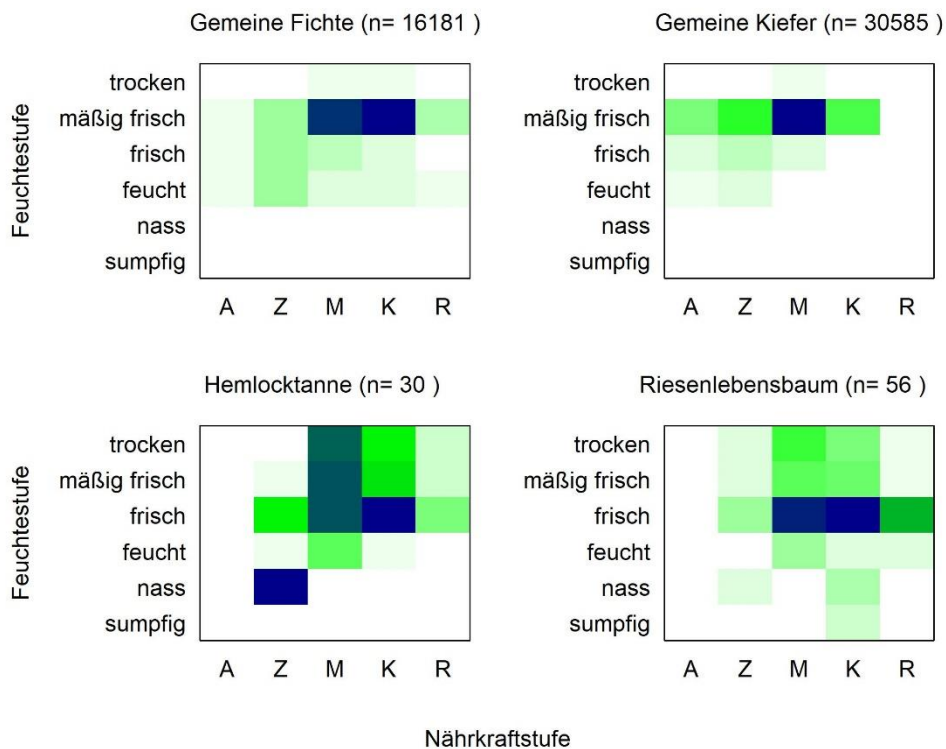 Gemeine Fichte (n= 16181 )
Feuchtestufe
trocken
mäßig frisch
frisch
feucht
nass
sumpfig
A Z M K R
Gemeine Kiefer (n= 30585 )
trocken
mäßig frisch
frisch
feucht
nass
sumpfig
A Z M K R
Hemlocktanne (n= 30 )
Feuchtestufe
trocken
mäßig frisch
frisch
feucht
nass
sumpfig
A Z M K R
Riesenlebensbaum (n= 56 )
trocken
mäßig frisch
frisch
feucht
nass
sumpfig
A Z M K R
Nährkraftstufe